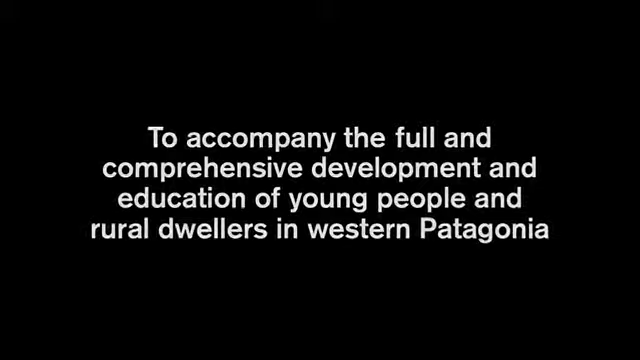 To accompany the full and
comprehensive development and
education of young people and
rural dwellers in western Patagonia